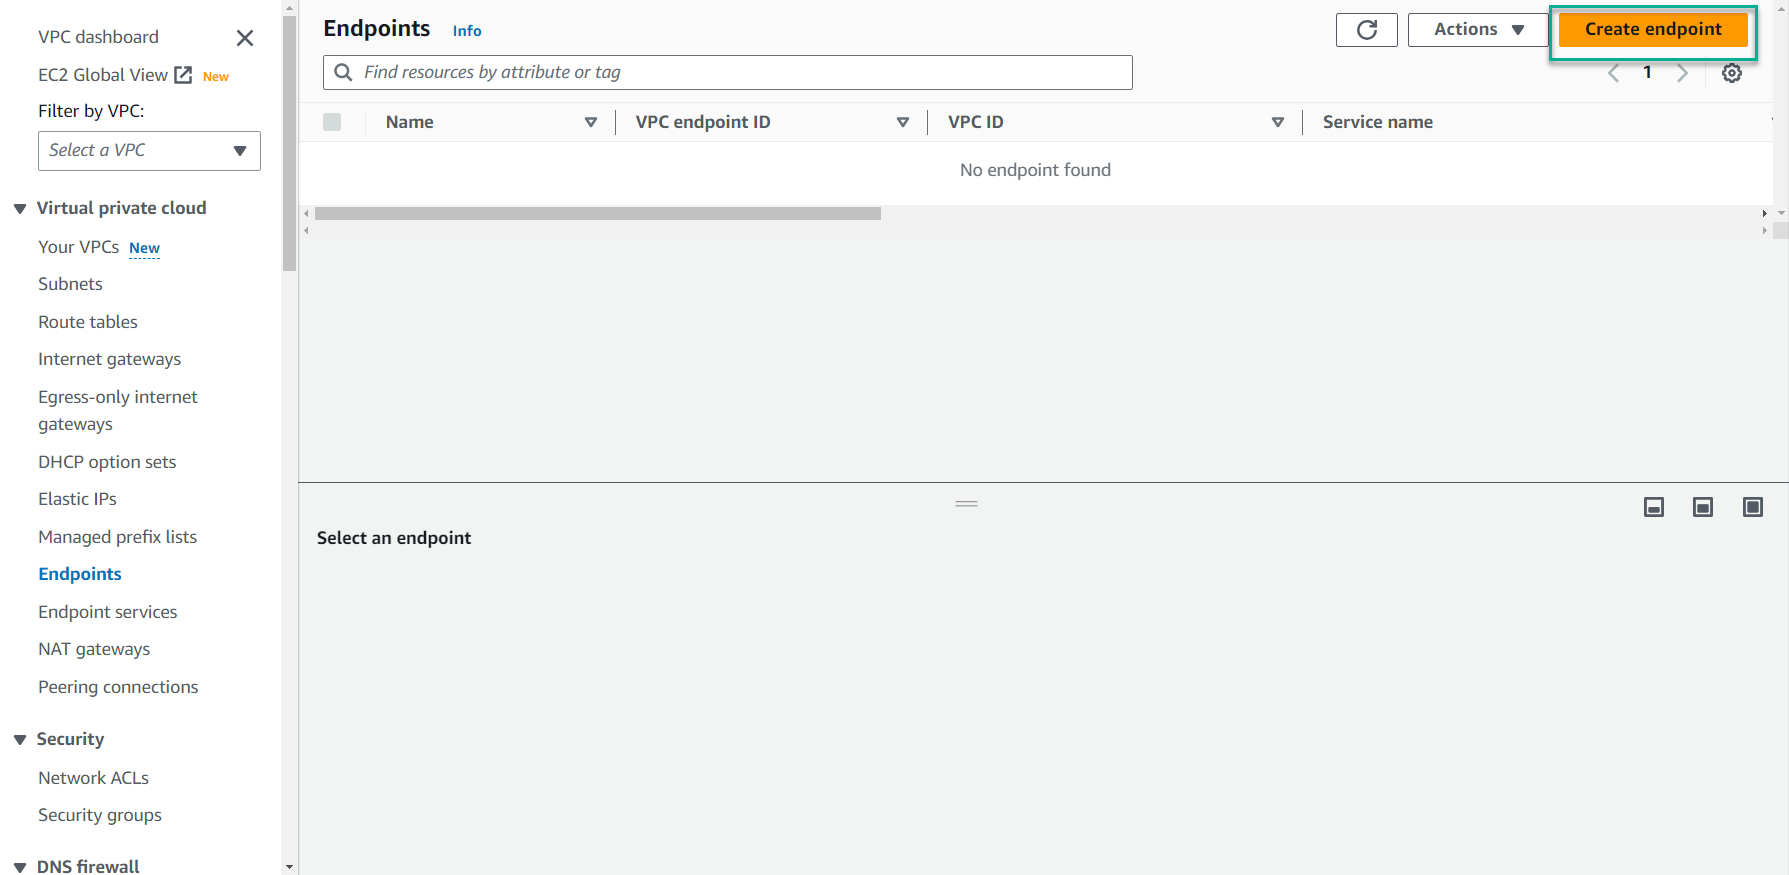 VPC dashboard
EC2 Global View New
Filter by VPC:
Select a VPC
Virtual private cloud
Your VPCs New
Subnets
Route tables
Internet gateways
Egress-only internet
gateways
DHCP option sets
Elastic IPs
Managed prefix lists
Endpoints
Endpoint services
NAT gateways
Peering connections
Security
Network ACLs
Security groups
DNS firewall
Endpoints Info
Actions
Create endpoint
Find resources by attribute or tag
1
Name VPC endpoint ID VPC ID Service name
No endpoint found
Select an endpoint